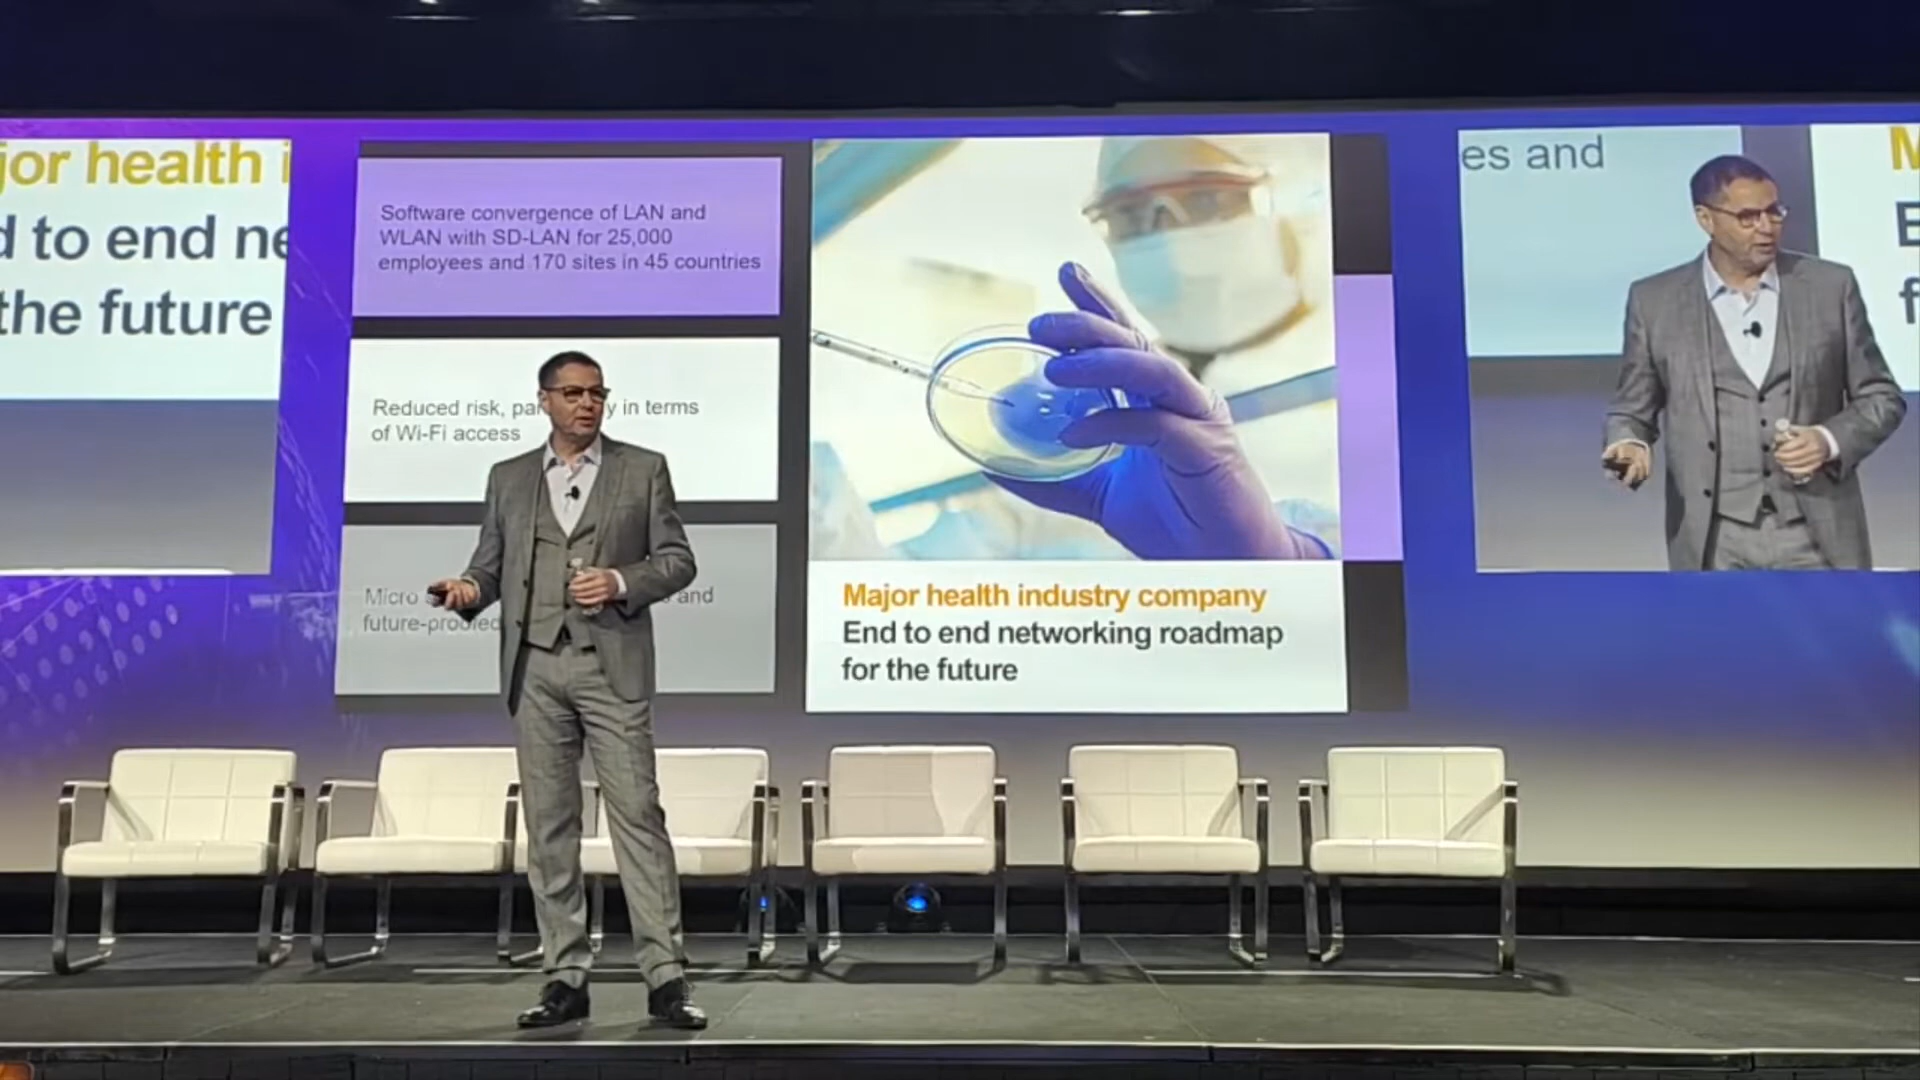 jor health i
d to end ne
the future
Software convergence of LAN and
WLAN with SD-LAN for 25,000
employees and 170 sites in 45 countries
Reduced risk, par y in terms
of Wi-Fi access
Micro and
future-proofed
Major health industry company
End to end networking roadmap
for the future
es and
M
E
f